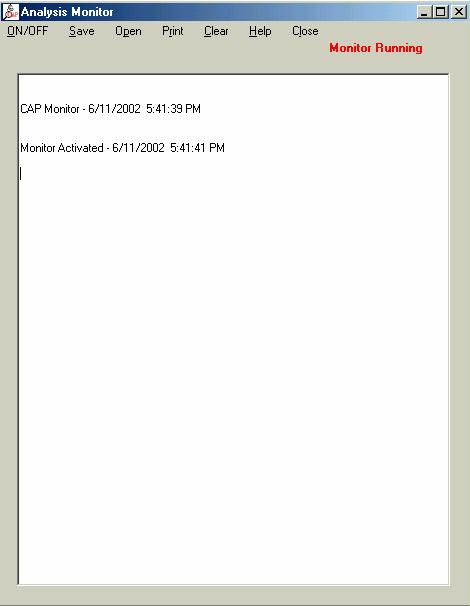 Analysis Monitor
ON/OFF Save Open Print Clear Help Close
Monitor Running
CAP Monitor - 6/11/2002 5:41:39 PM
Monitor Activated - 6/11/2002 5:41:41 PM